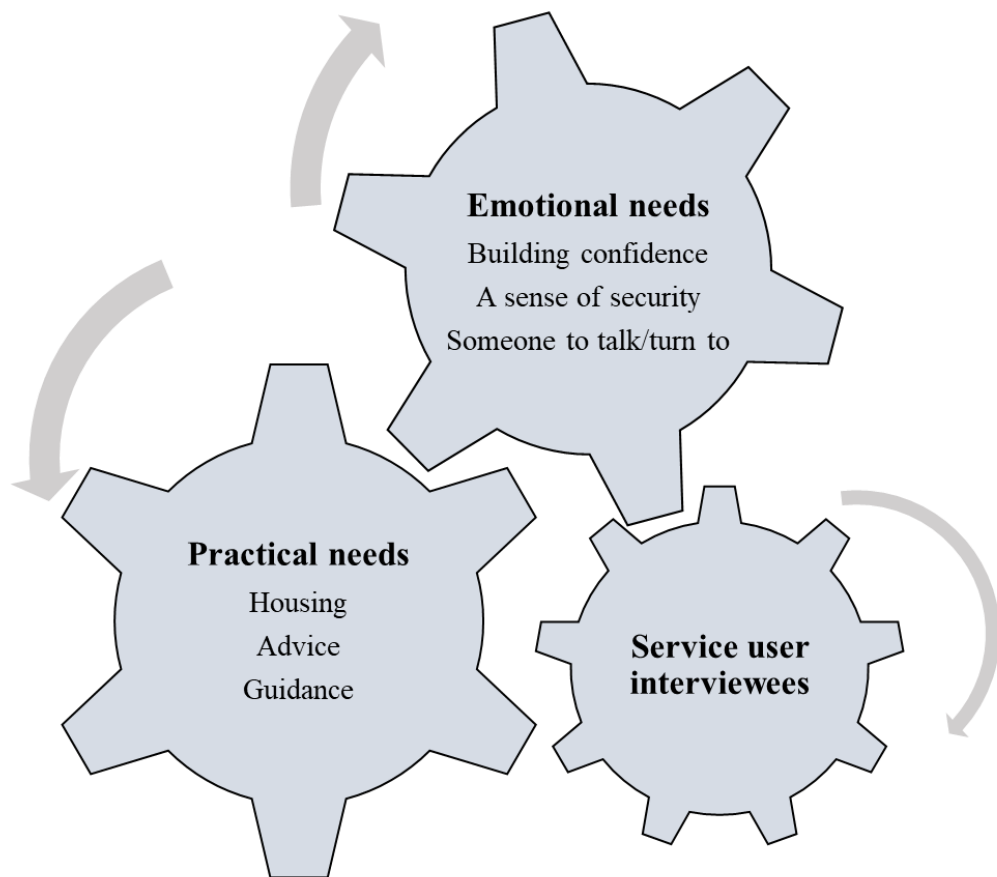 Emotional needs
Building confidence
A sense of security
Someone to talk/turn to
Practical needs
Housing
Advice
Guidance
Service user
interviewees